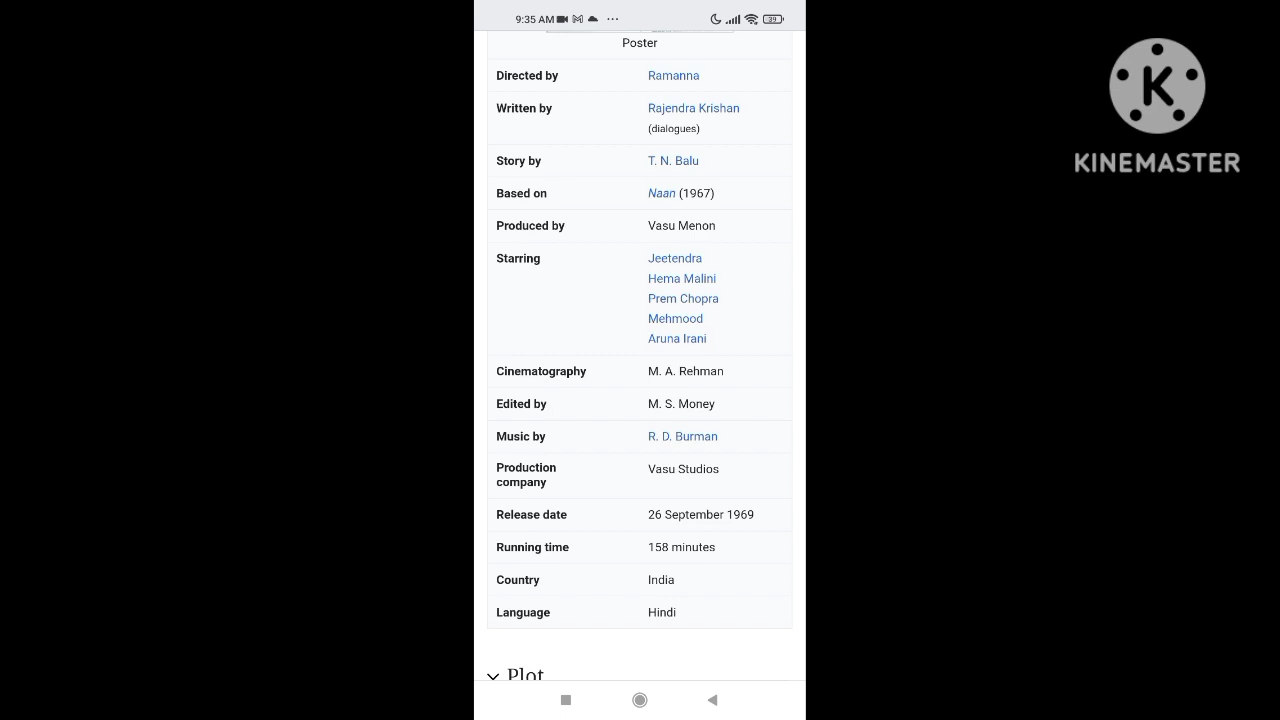 9:35 AM
39
Poster
Directed by Ramanna
Written by Rajendra Krishan
(dialogues)
Story by T. N. Balu
Based on Naan (1967)
Produced by Vasu Menon
Starring Jeetendra
Hema Malini
Prem Chopra
Mehmood
Aruna Irani
Cinematography M. A. Rehman
Edited by M. S. Money
Music by R. D. Burman
Production
company
Vasu Studios
Release date 26 September 1969
Running time 158 minutes
Country India
Language Hindi
Plot
K
KINEMASTER